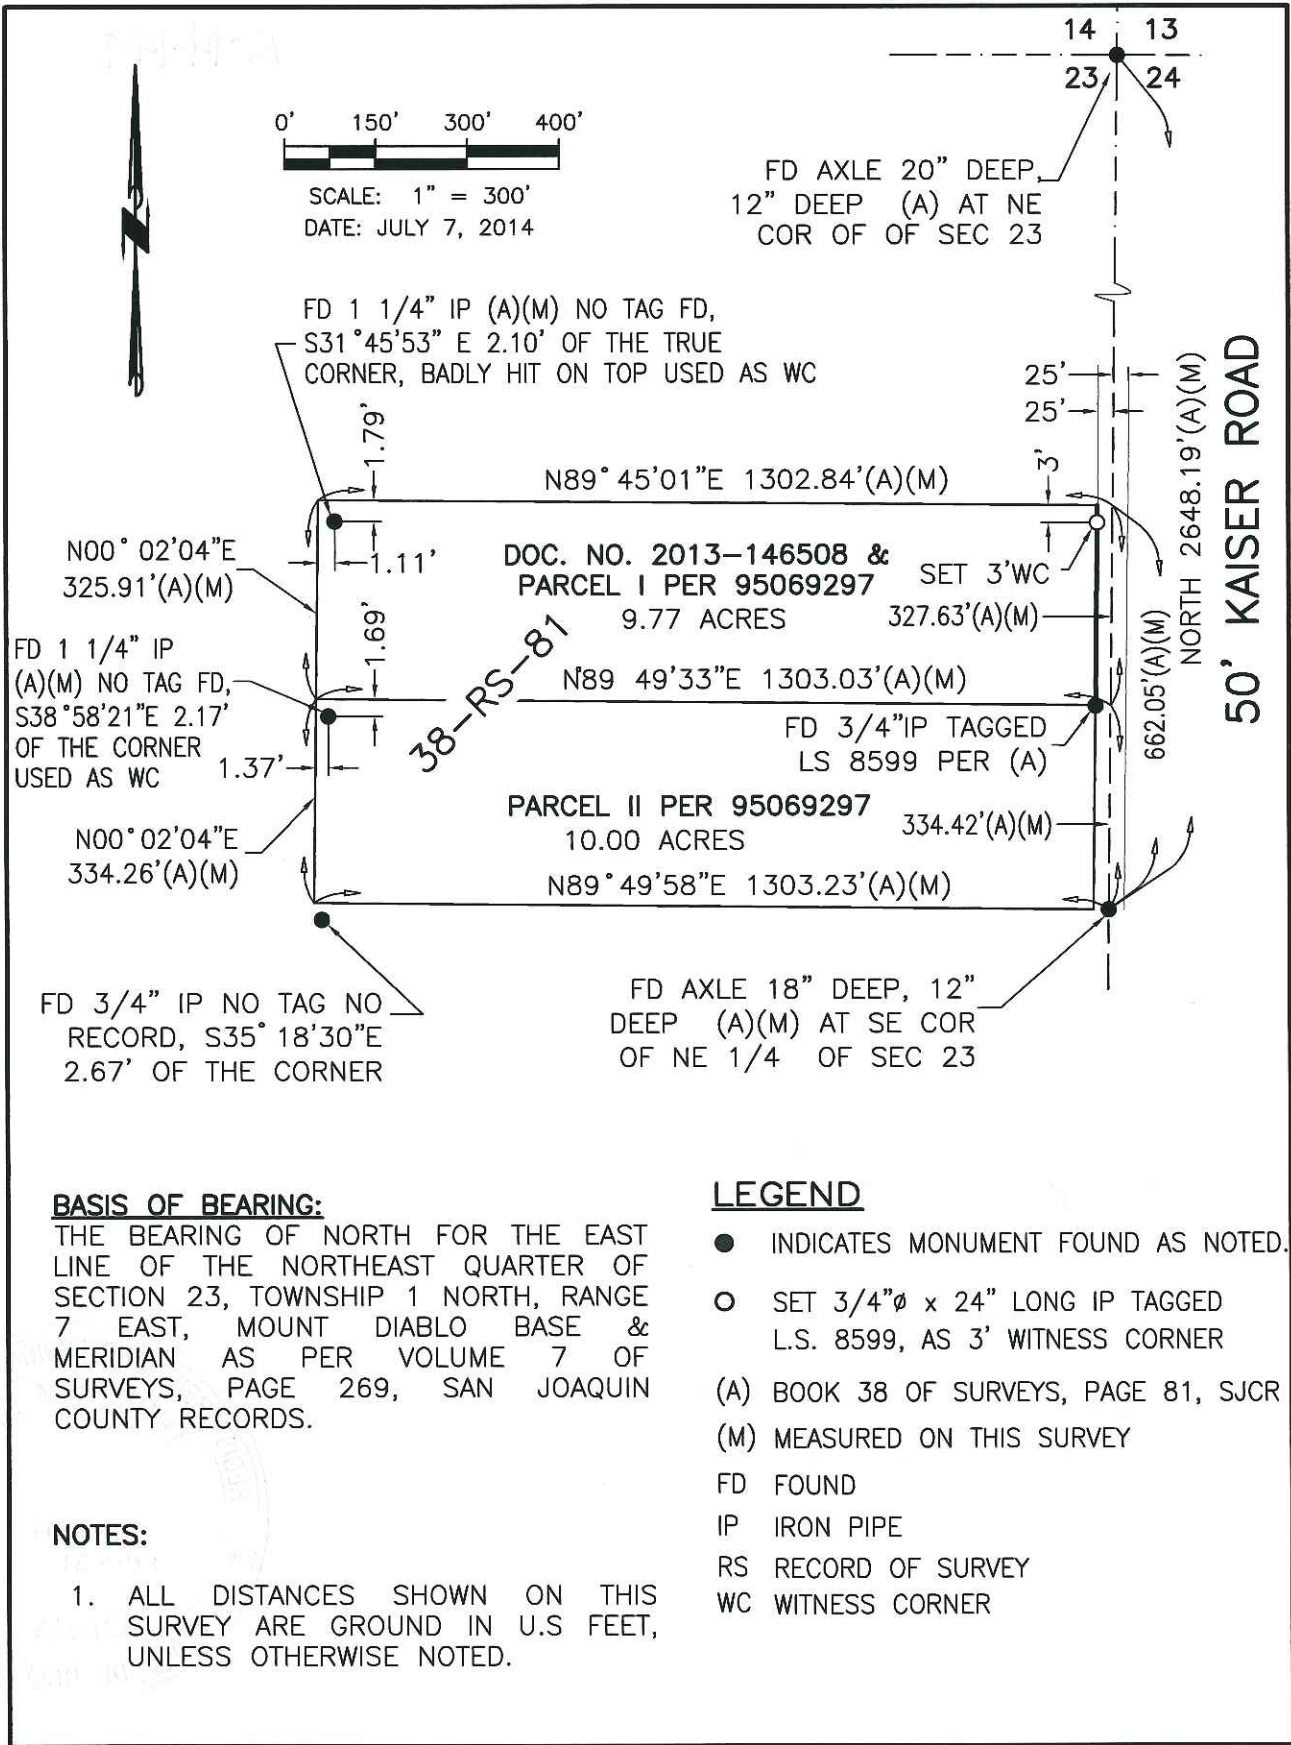 14 13
23 24
0' 150' 300' 400'
SCALE: 1" = 300'
DATE: JULY 7, 2014
FD AXLE 20" DEEP,
12" DEEP (A) AT NE
COR OF OF SEC 23
FD 1 1/4" IP (A)(M) NO TAG FD,
S31°45'53" E 2.10' OF THE TRUE
CORNER, BADLY HIT ON TOP USED AS WC
25'
25'
NORTH 2648.19'(A)(M)
50' KAISER ROAD
1.79'
3'
N89°45'01"E 1302.84'(A)(M)
N00°02'04"E
325.91'(A)(M)
1.11'
DOC. NO. 2013-146508 &
PARCEL I PER 95069297
9.77 ACRES
SET 3'WC
327.63'(A)(M)
662.05'(A)(M)
1.69'
38-RS-81
FD 1 1/4" IP
(A)(M) NO TAG FD,
S38°58'21"E 2.17'
OF THE CORNER
USED AS WC
1.37'
N89 49'33"E 1303.03'(A)(M)
FD 3/4"IP TAGGED
LS 8599 PER (A)
PARCEL II PER 95069297
10.00 ACRES
334.42'(A)(M)
N00°02'04"E
334.26'(A)(M)
N89°49'58"E 1303.23'(A)(M)
FD 3/4" IP NO TAG NO
RECORD, S35°18'30"E
2.67' OF THE CORNER
FD AXLE 18" DEEP, 12"
DEEP (A)(M) AT SE COR
OF NE 1/4 OF SEC 23
BASIS OF BEARING:
THE BEARING OF NORTH FOR THE EAST
LINE OF THE NORTHEAST QUARTER OF
SECTION 23, TOWNSHIP 1 NORTH, RANGE
7 EAST, MOUNT DIABLO BASE &
MERIDIAN AS PER VOLUME 7 OF
SURVEYS, PAGE 269, SAN JOAQUIN
COUNTY RECORDS.
NOTES:
1. ALL DISTANCES SHOWN ON THIS
SURVEY ARE GROUND IN U.S FEET,
UNLESS OTHERWISE NOTED.
LEGEND
INDICATES MONUMENT FOUND AS NOTED.
SET 3/4"ø x 24" LONG IP TAGGED
L.S. 8599, AS 3' WITNESS CORNER
(A) BOOK 38 OF SURVEYS, PAGE 81, SJCR
(M) MEASURED ON THIS SURVEY
FD FOUND
IP IRON PIPE
RS RECORD OF SURVEY
WC WITNESS CORNER